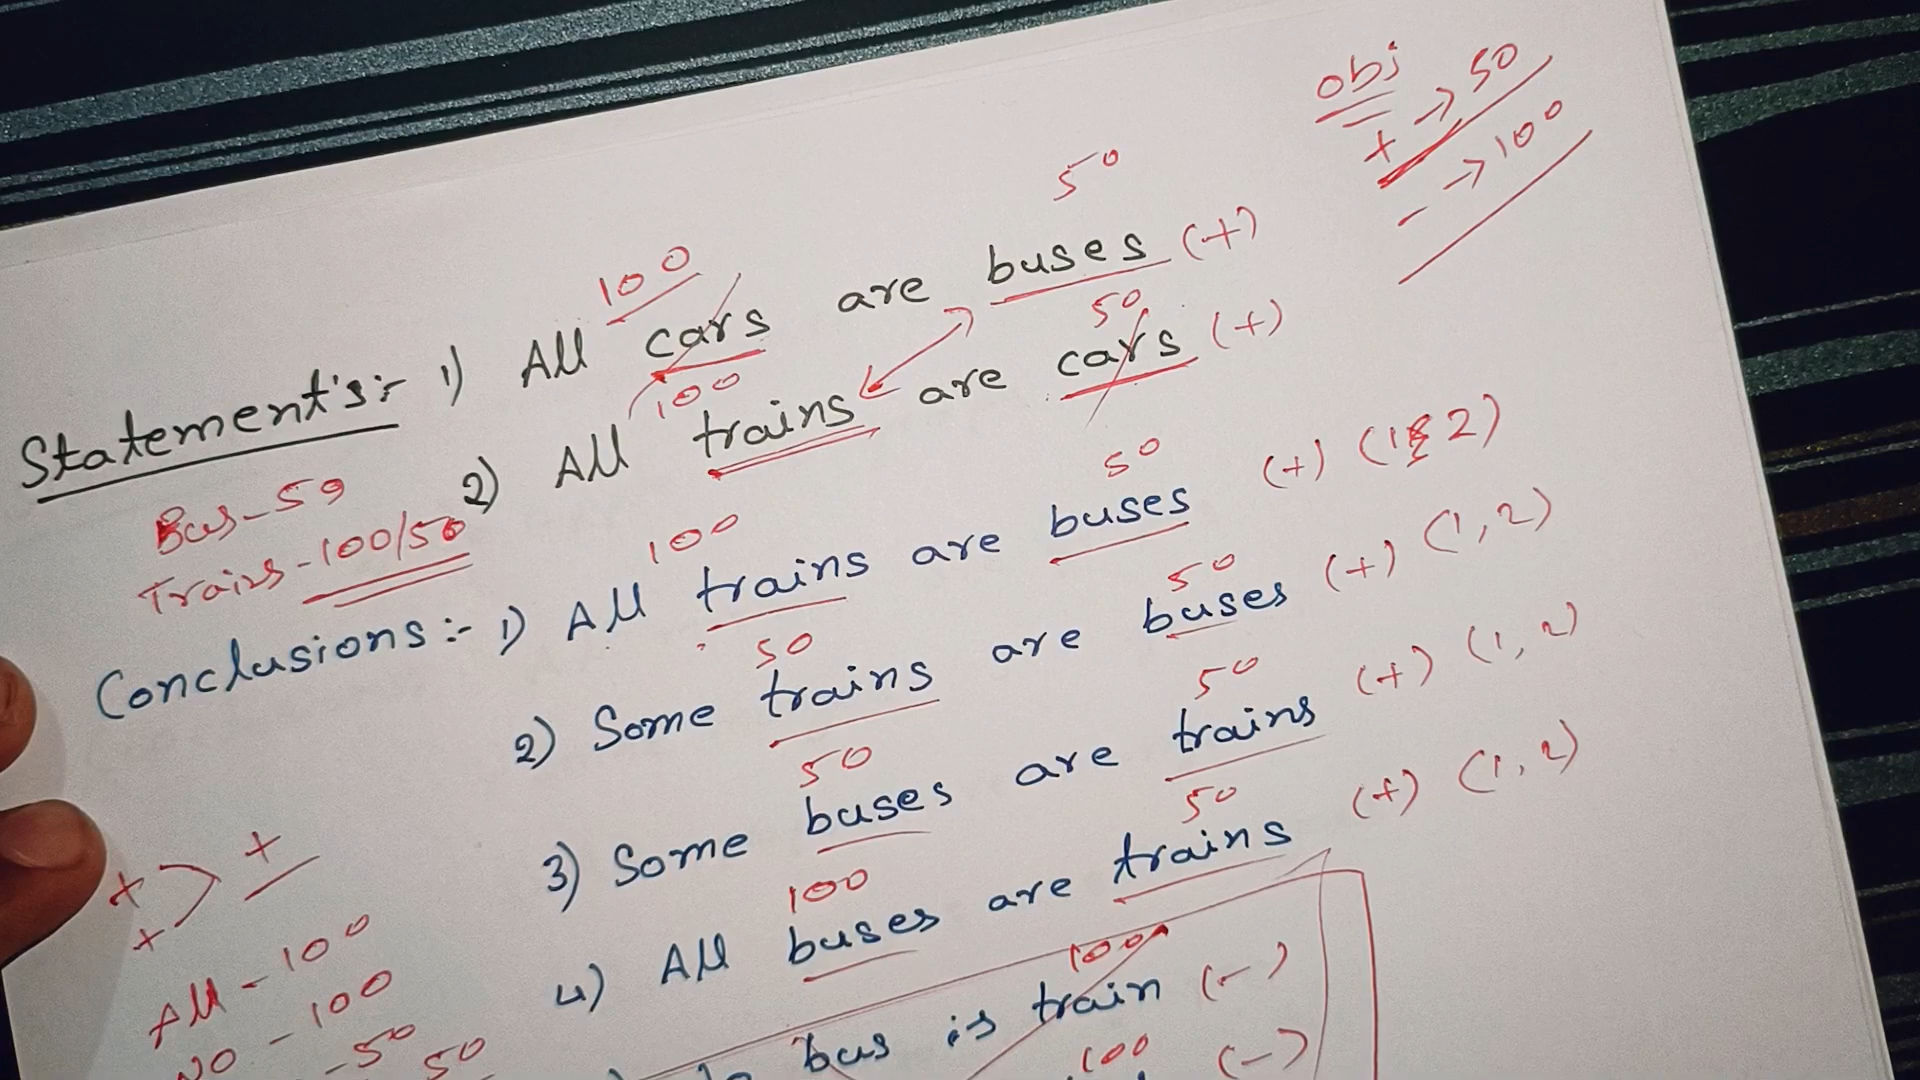 obj
+ → 50
- → 100
50
100
Statement's:- 1) All cars are buses (+)
100 50
2) All trains are cars (+)
Bus - 59
Trains - 100/50
100 50
Conclusions:- 1) All trains are buses (+) (1 & 2)
50 50
2) Some trains are buses (+) (1, 2)
50 50
3) Some buses are trains (+) (1, 2)
100 50
4) All buses are trains (+) (1, 2)
+
+ +
All - 100
NO - 100
- 50
50
100
bus is train (-)
100 (-)